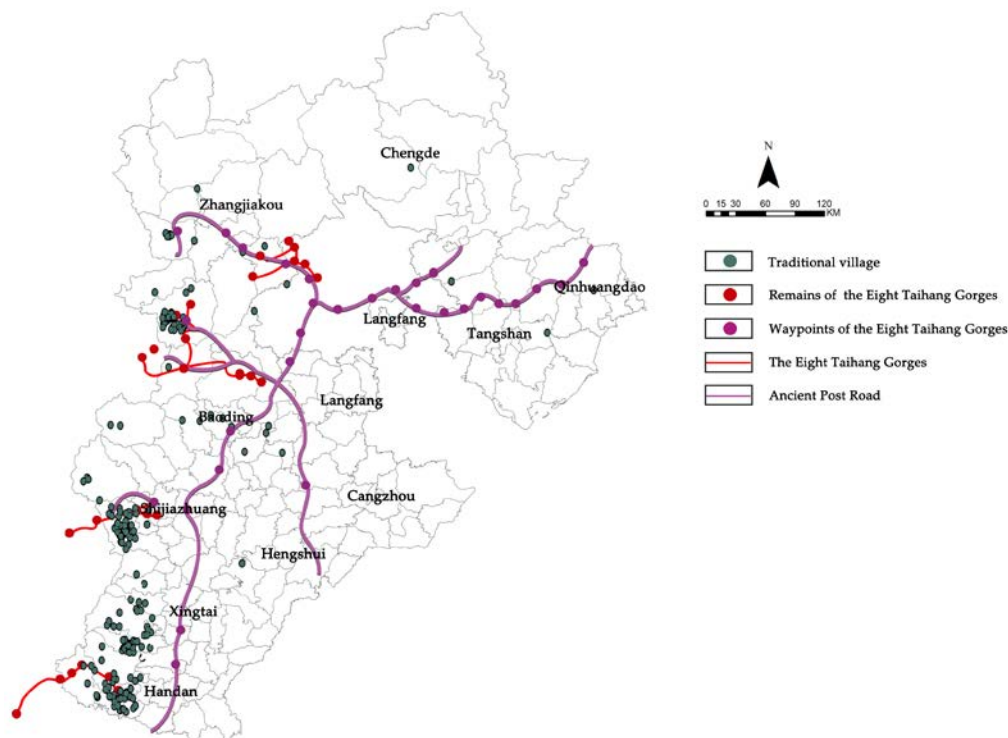 Chengde
N
Zhangjiakou
0 15 30 60 90 120
KM
Traditional village
Qinhuangdao
Remains of the Eight Taihang Gorges
Langfang
Waypoints of the Eight Taihang Gorges
Tangshan
The Eight Taihang Gorges
Langfang
Ancient Post Road
Baoding
Cangzhou
Shijiazhuang
Hengshui
Xingtai
Handan